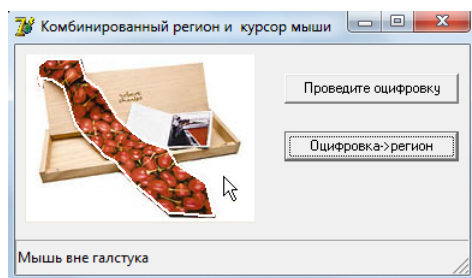 Комбинированный регион и курсор мыши
Проведите оцифровку
Оцифровка->регион
Мышь вне галстука